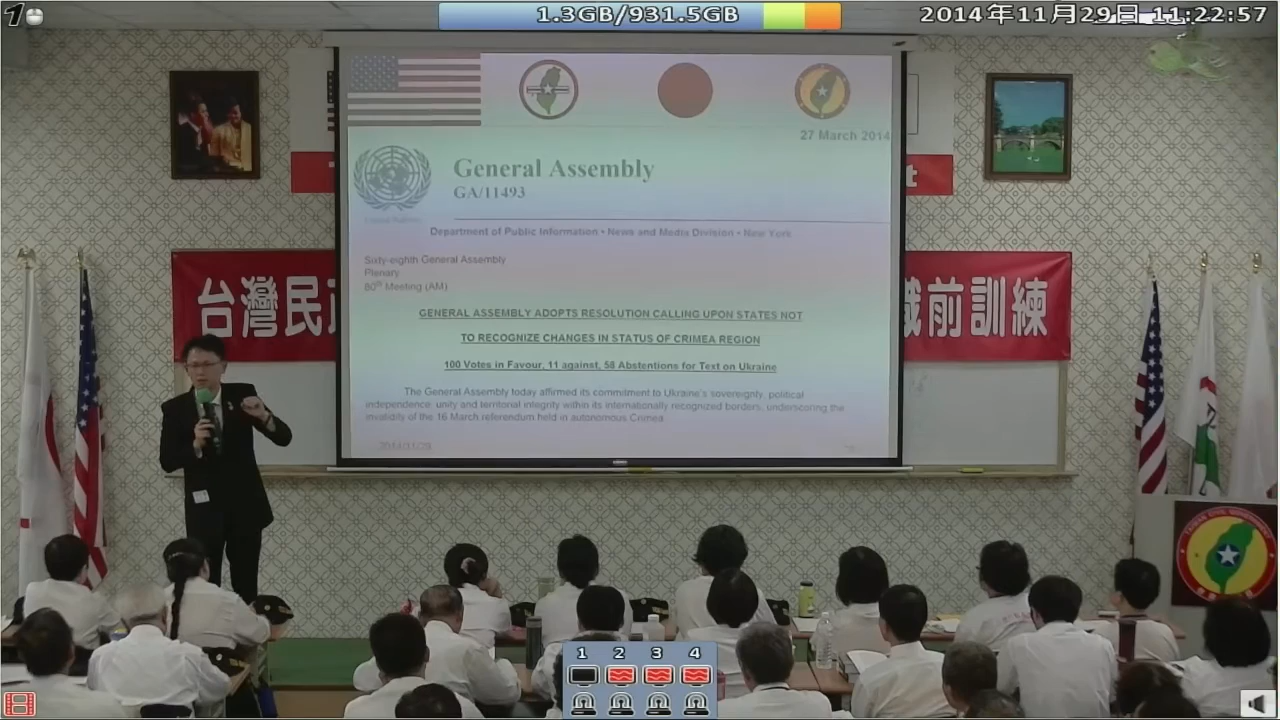 1.3GB/931.5GB
2014年11月29日 11:22:57
27 March 2014
General Assembly
GA/11493
Department of Public Information • News and Media Division • New York
Sixty-eighth General Assembly
Plenary
80th Meeting (AM)
GENERAL ASSEMBLY ADOPTS RESOLUTION CALLING UPON STATES NOT
TO RECOGNIZE CHANGES IN STATUS OF CRIMEA REGION
100 Votes in Favour, 11 against, 58 Abstentions for Text on Ukraine
The General Assembly today affirmed its commitment to Ukraine's sovereignty, political
independence, unity and territorial integrity within its internationally recognized borders, underscoring the
invalidity of the 16 March referendum held in autonomous Crimea.
2014/11/29
台灣民
前訓練
t
1 2 3 4